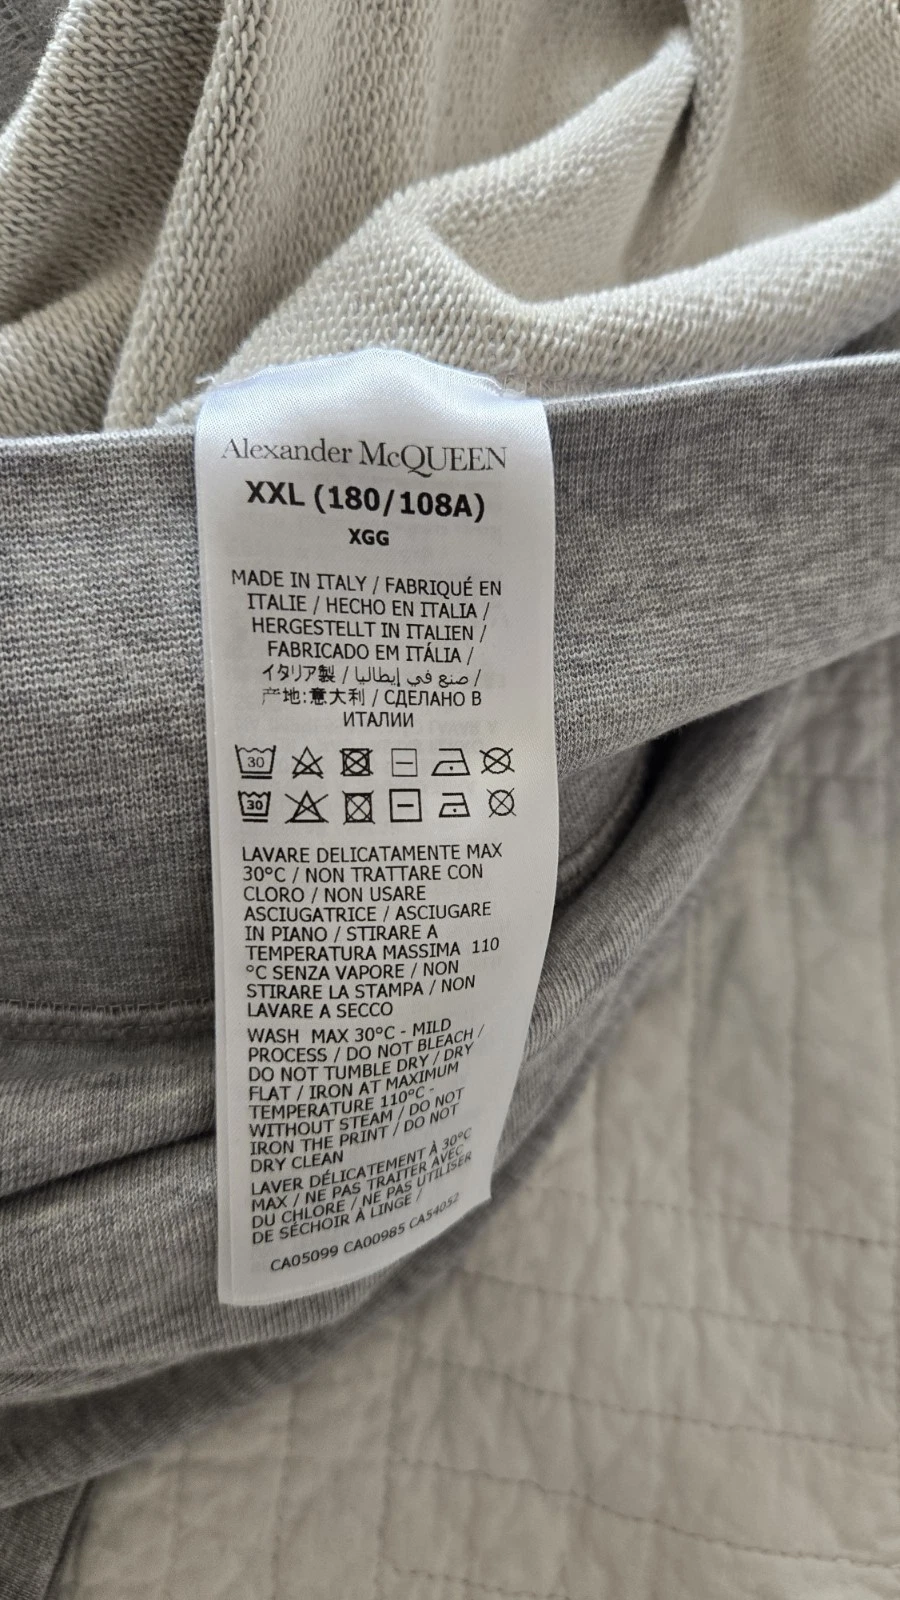 Alexander McQUEEN
XXL (180/108A)
XGG
MADE IN ITALY / FABRIQUÉ EN
ITALIE / HECHO EN ITALIA /
HERGESTELLT IN ITALIEN /
FABRICADO EM ITÁLIA /
イタリア製 / صنع في إيطاليا /
产地:意大利 / СДЕЛАНО В
ИТАЛИИ
30
30
LAVARE DELICATAMENTE MAX
30°C / NON TRATTARE CON
CLORO / NON USARE
ASCIUGATRICE / ASCIUGARE
IN PIANO / STIRARE A
TEMPERATURA MASSIMA 110
°C SENZA VAPORE / NON
STIRARE LA STAMPA / NON
LAVARE A SECCO
WASH MAX 30°C - MILD
PROCESS / DO NOT BLEACH /
DO NOT TUMBLE DRY / DRY
FLAT / IRON AT MAXIMUM
TEMPERATURE 110°C -
WITHOUT STEAM / DO NOT
IRON THE PRINT / DO NOT
DRY CLEAN
LAVER DÉLICATEMENT À 30°C
MAX / NE PAS TRAITER AVEC
DU CHLORE / NE PAS UTILISER
DE SÉCHOIR À LINGE /
CA05099 CA00985 CA54052